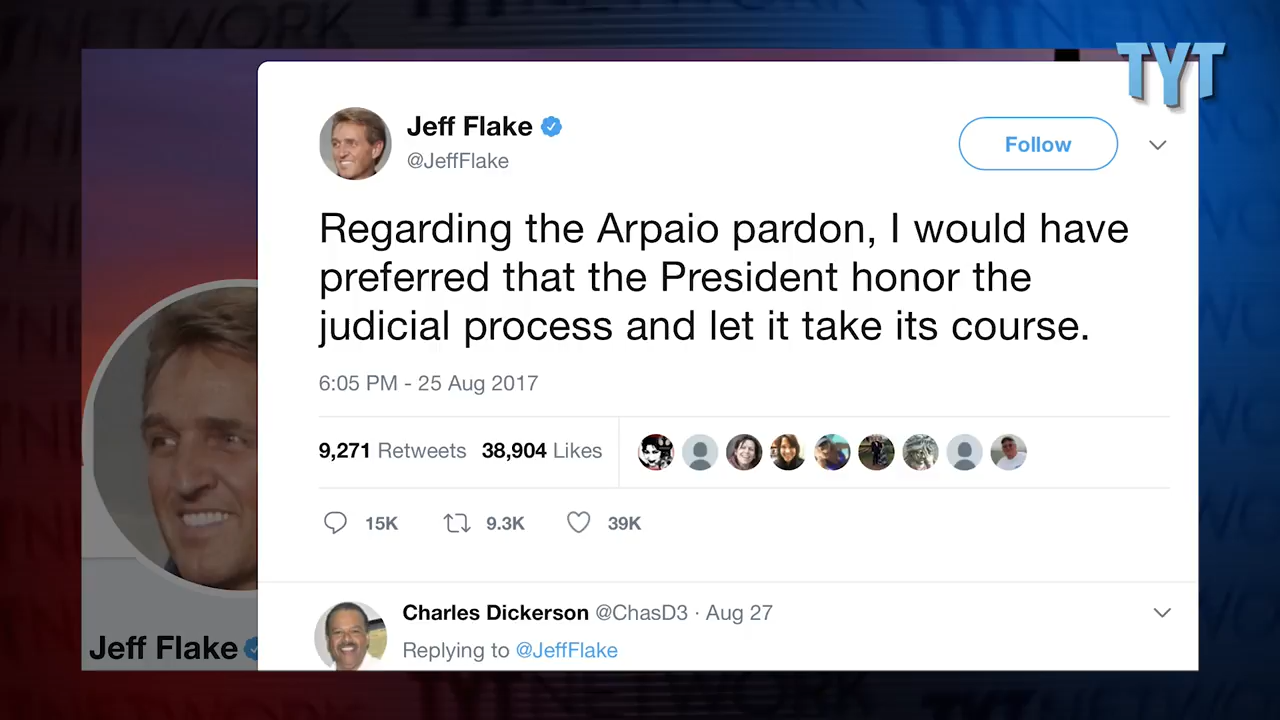 TYT
Jeff Flake
@JeffFlake
Follow
Regarding the Arpaio pardon, I would have
preferred that the President honor the
judicial process and let it take its course.
6:05 PM - 25 Aug 2017
9,271 Retweets 38,904 Likes
15K 9.3K 39K
Charles Dickerson @ChasD3 · Aug 27
Replying to @JeffFlake
Jeff Flake